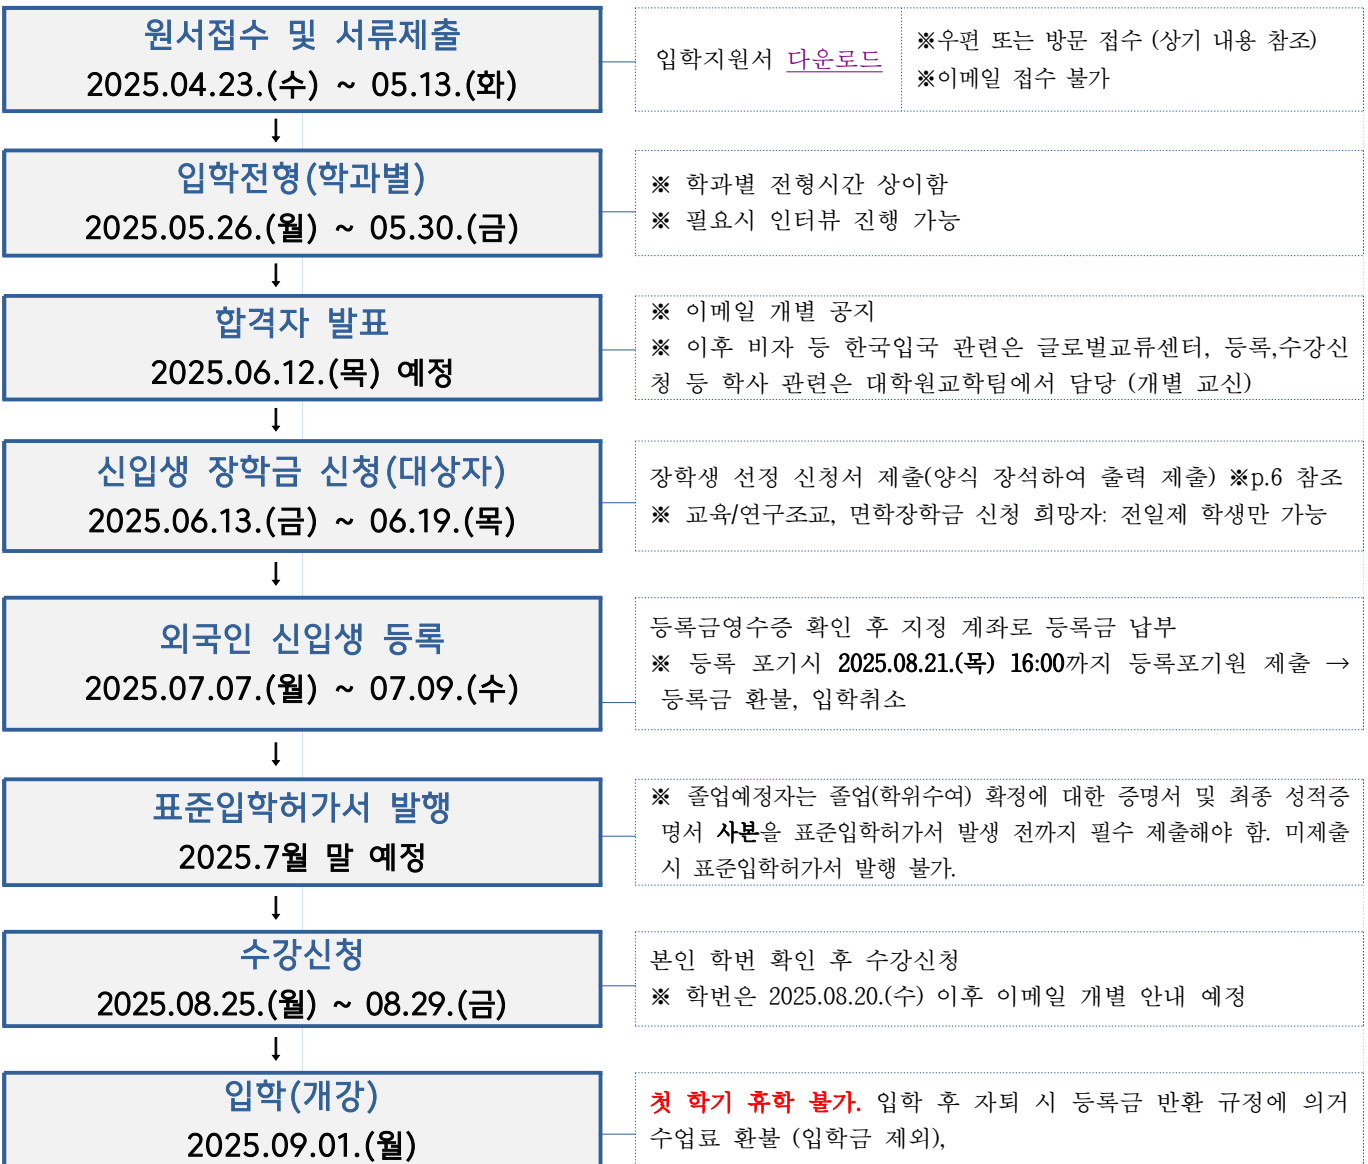 원서접수 및 서류제출
2025.04.23.(수) ~ 05.13.(화)
입학지원서 다운로드
※우편 또는 방문 접수 (상기 내용 참조)
※이메일 접수 불가
↓
입학전형(학과별)
2025.05.26.(월) ~ 05.30.(금)
※ 학과별 전형시간 상이함
※ 필요시 인터뷰 진행 가능
↓
합격자 발표
2025.06.12.(목) 예정
※ 이메일 개별 공지
※ 이후 비자 등 한국입국 관련은 글로벌교류센터, 등록,수강신
청 등 학사 관련은 대학원교학팀에서 담당 (개별 교신)
↓
신입생 장학금 신청(대상자)
2025.06.13.(금) ~ 06.19.(목)
장학생 선정 신청서 제출(양식 장석하여 출력 제출) ※p.6 참조
※ 교육/연구조교, 면학장학금 신청 희망자: 전일제 학생만 가능
↓
외국인 신입생 등록
2025.07.07.(월) ~ 07.09.(수)
등록금영수증 확인 후 지정 계좌로 등록금 납부
※ 등록 포기시 2025.08.21.(목) 16:00까지 등록포기원 제출 →
등록금 환불, 입학취소
↓
표준입학허가서 발행
2025.7월 말 예정
※ 졸업예정자는 졸업(학위수여) 확정에 대한 증명서 및 최종 성적증
명서 사본을 표준입학허가서 발생 전까지 필수 제출해야 함. 미제출
시 표준입학허가서 발행 불가.
↓
수강신청
2025.08.25.(월) ~ 08.29.(금)
본인 학번 확인 후 수강신청
※ 학번은 2025.08.20.(수) 이후 이메일 개별 안내 예정
↓
입학(개강)
2025.09.01.(월)
첫 학기 휴학 불가. 입학 후 자퇴 시 등록금 반환 규정에 의거
수업료 환불 (입학금 제외),